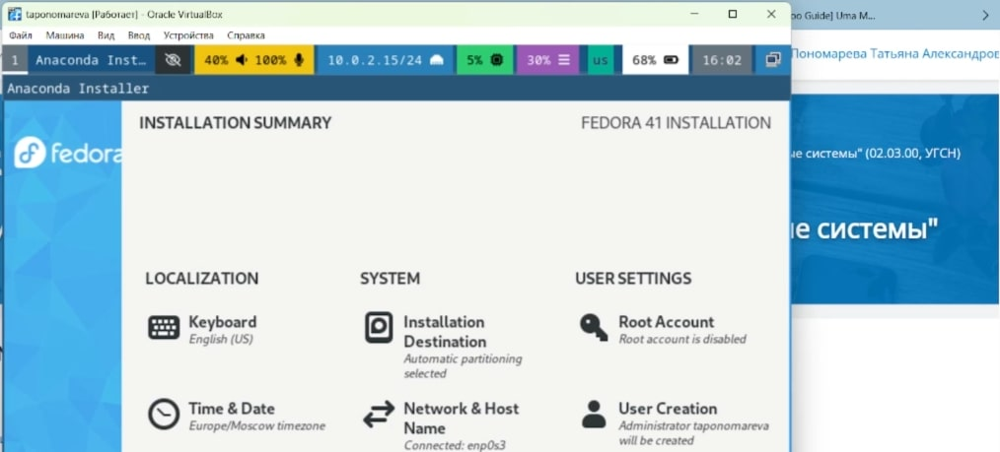 taponomareva [Работает] - Oracle VirtualBox
Файл Машина Вид Ввод Устройства Справка
1 Anaconda Inst… 40% 100% 10.0.2.15/24 5% 30% us 68% 16:02
Anaconda Installer
fedora
INSTALLATION SUMMARY
FEDORA 41 INSTALLATION
LOCALIZATION
Keyboard
English (US)
Time & Date
Europe/Moscow timezone
SYSTEM
Installation
Destination
Automatic partitioning
selected
Network & Host
Name
Connected: enp0s3
USER SETTINGS
Root Account
Root account is disabled
User Creation
Administrator taponomareva
will be created
oo Guide] Uma M...
Пономарева Татьяна Александров
ые системы" (02.03.00, УГСН)
ие системы"